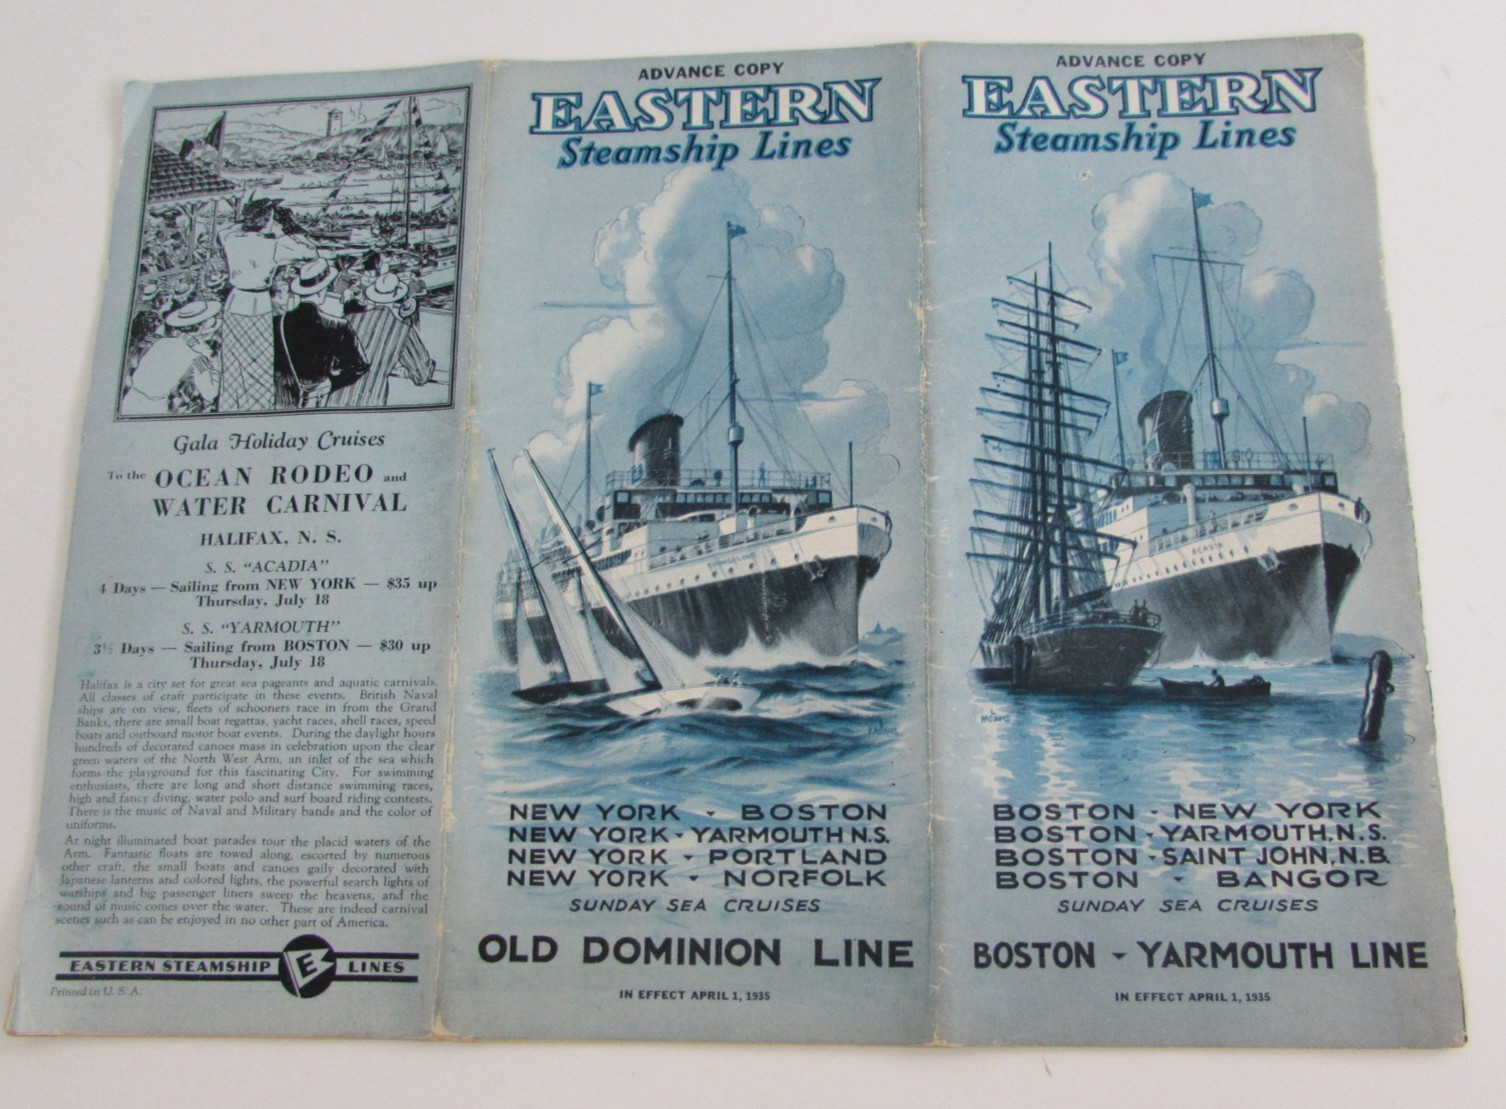 Gala Holiday Cruises
To the OCEAN RODEO and
WATER CARNIVAL
HALIFAX, N. S.
S. S. "ACADIA"
4 Days — Sailing from NEW YORK — $35 up
Thursday, July 18
S. S. "YARMOUTH"
3½ Days — Sailing from BOSTON — $30 up
Thursday, July 18
Halifax is a city set for great sea pageants and aquatic carnivals.
All classes of craft participate in these events. British Naval
ships are on view, fleets of schooners race in from the Grand
Banks, there are small boat regattas, yacht races, shell races, speed
boats and outboard motor boat events. During the daylight hours
hundreds of decorated canoes mass in celebration upon the clear
green waters of the North West Arm, an inlet of the sea which
forms the playground for this fascinating City. For swimming
enthusiasts, there are long and short distance swimming races,
high and fancy diving, water polo and surf board riding contests.
There is the music of Naval and Military bands and the color of
uniforms.
At night illuminated boat parades tour the placid waters of the
Arm. Fantastic floats are towed along, escorted by numerous
other craft, the small boats and canoes gaily decorated with
Japanese lanterns and colored lights, the powerful search lights of
warships and big passenger liners sweep the heavens, and the
sound of music comes over the water. These are indeed carnival
scenes such as can be enjoyed in no other part of America.
EASTERN STEAMSHIP E LINES
Printed in U. S. A.
ADVANCE COPY
EASTERN
Steamship Lines
EVANGELINE
NEW YORK - BOSTON
NEW YORK - YARMOUTH N.S.
NEW YORK - PORTLAND
NEW YORK - NORFOLK
SUNDAY SEA CRUISES
OLD DOMINION LINE
IN EFFECT APRIL 1, 1935
ADVANCE COPY
EASTERN
Steamship Lines
ACADIA
BOSTON - NEW YORK
BOSTON - YARMOUTH, N.S.
BOSTON - SAINT JOHN, N.B.
BOSTON - BANGOR
SUNDAY SEA CRUISES
BOSTON - YARMOUTH LINE
IN EFFECT APRIL 1, 1935